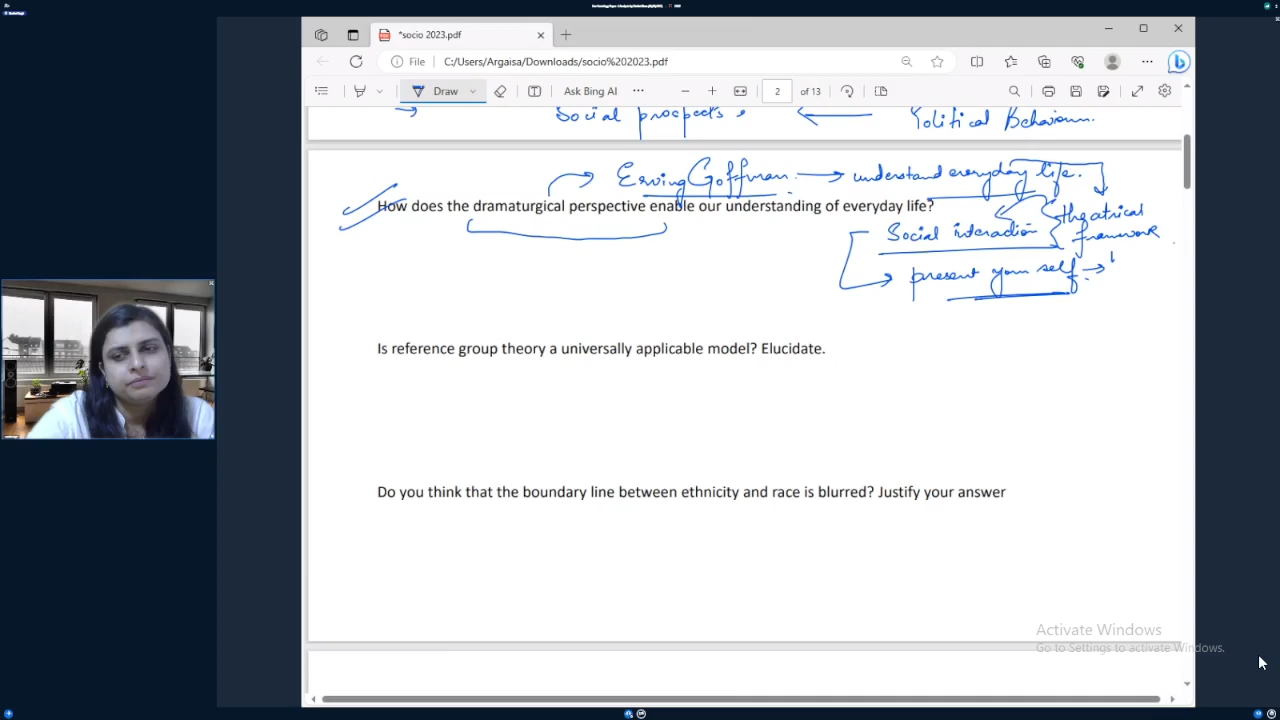 *socio 2023.pdf
File C:/Users/Argaisa/Downloads/socio%202023.pdf
Draw Ask Bing AI 2 of 13
Social prospects
Political Behaviour.
Erving Goffman understand everyday life.
How does the dramaturgical perspective enable our understanding of everyday life?
theatrical
Social interaction framework
present your self
Is reference group theory a universally applicable model? Elucidate.
Do you think that the boundary line between ethnicity and race is blurred? Justify your answer
Activate Windows
Go to Settings to activate Windows.